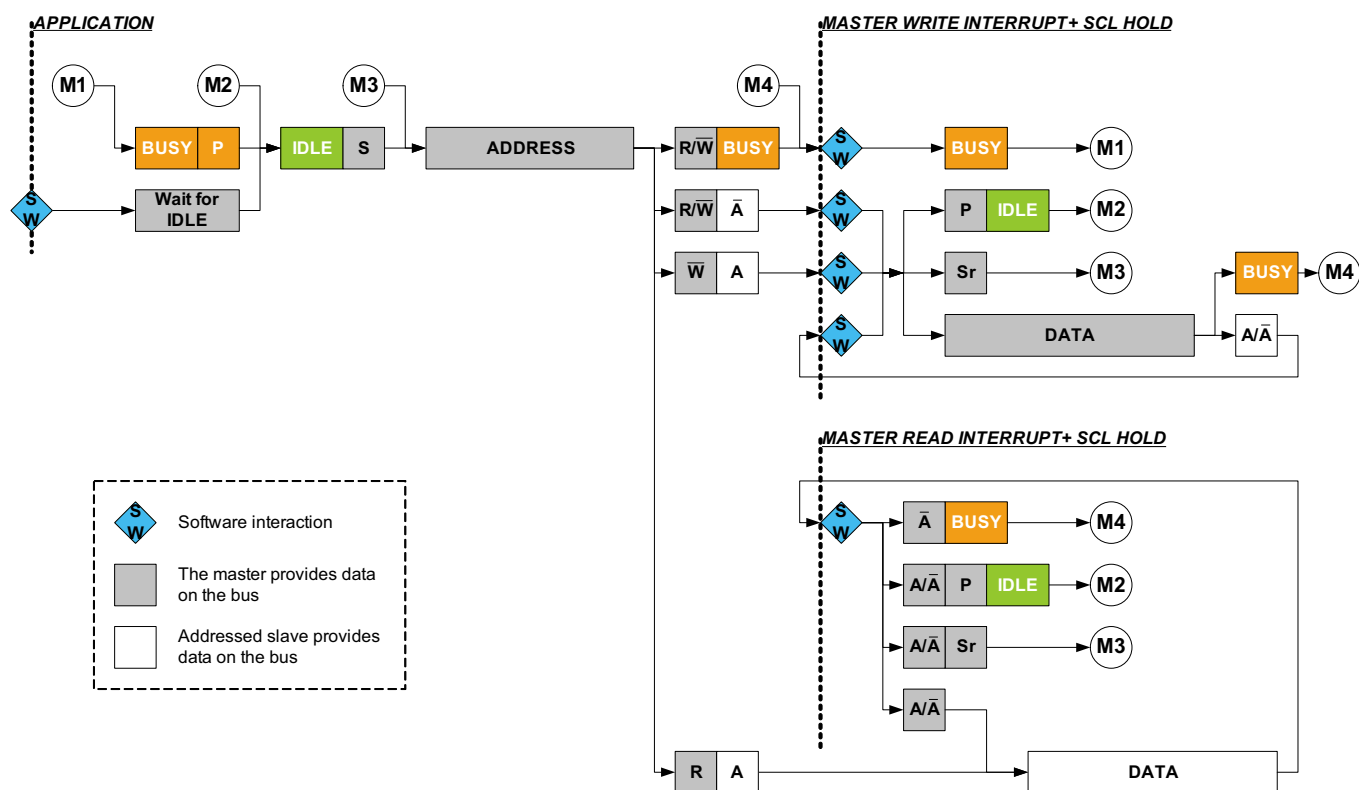 APPLICATION
MASTER WRITE INTERRUPT+ SCL HOLD
M1
M2
M3
M4
BUSY P
IDLE S
ADDRESS
R/W̅ BUSY
S
W
BUSY
M1
S
W
Wait for
IDLE
R/W̅ A̅
S
W
P IDLE
M2
W̅ A
S
W
Sr
M3
BUSY
M4
S
W
DATA
A/A̅
MASTER READ INTERRUPT+ SCL HOLD
S
W
Software interaction
The master provides data
on the bus
Addressed slave provides
data on the bus
S
W
A̅ BUSY
M4
A/A̅ P IDLE
M2
A/A̅ Sr
M3
A/A̅
R A
DATA